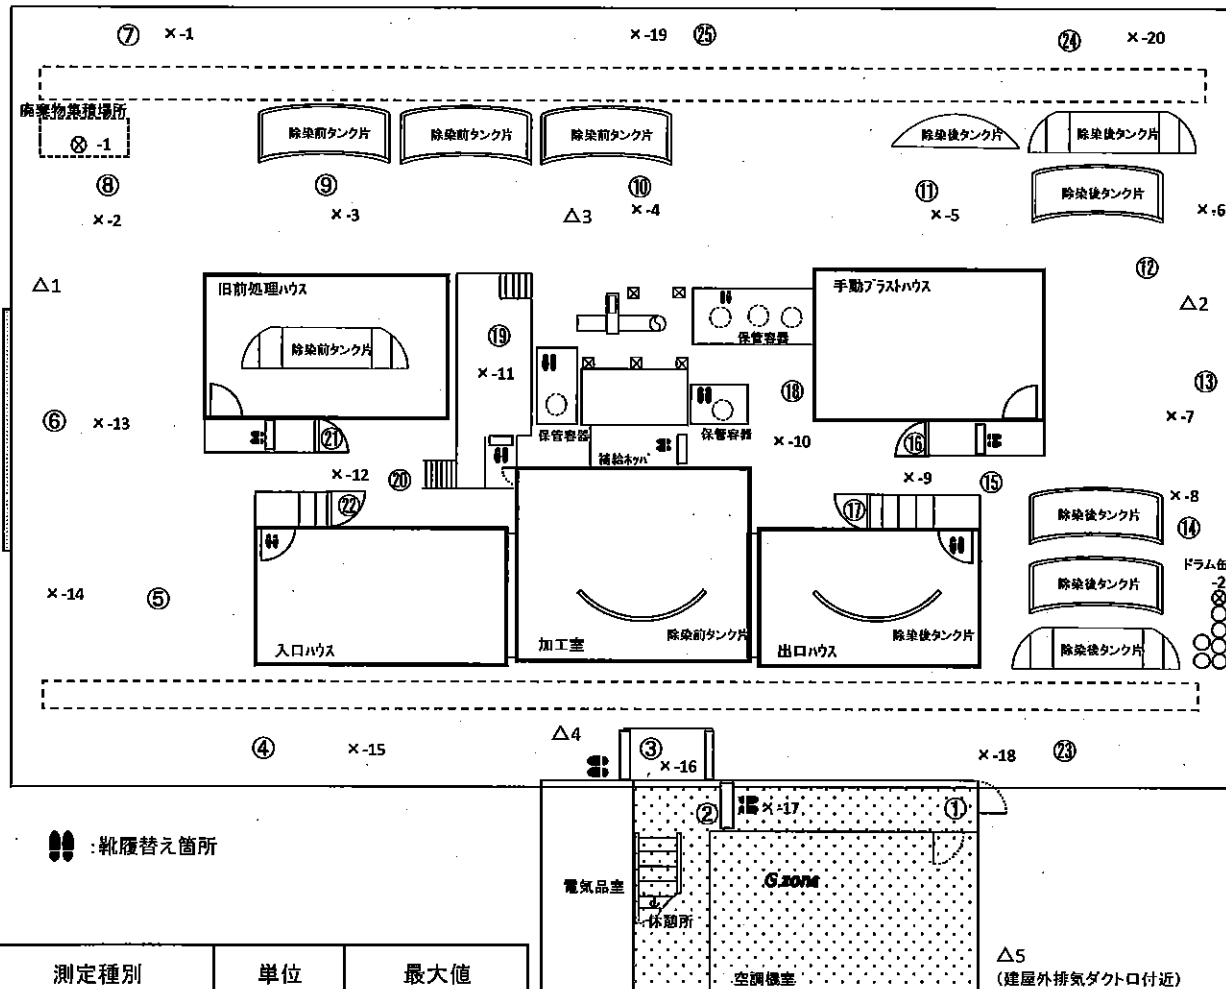 ⑦ ×-1 ×-19 ㉕ ㉔ ×-20
廃棄物集積場所
⊗ -1
除染前タンク片 除染前タンク片 除染前タンク片 除染後タンク片 除染後タンク片
⑧ ⑨ ⑩ ⑪ 除染後タンク片
×-2 ×-3 △3 ×-4 ×-5 ×-6
⑫
△1 旧前処理ハウス 手動ブラストハウス △2
除染前タンク片 ⑲ 保管容器
×-11 ⑱ ⑬
⑥ ×-13 ×-7
㉑ 保管容器 保管容器 ×-10 ⑯
補給ホッパ
×-12 ⑳ ×-9 ⑮
㉒ ⑰ 除染後タンク片 ×-8
⑭
ドラム缶
除染後タンク片 -2
×-14 ⑤
入口ハウス 加工室 除染前タンク片 出口ハウス 除染後タンク片 除染後タンク片
④ ×-15 △4 ③ ×-16 ×-18 ㉓
② ×-17 ①
:靴履替え箇所
電気品室 G.zone
休憩所
測定種別 単位 最大値 空調機室 △5
(建屋外排気ダクト口付近)